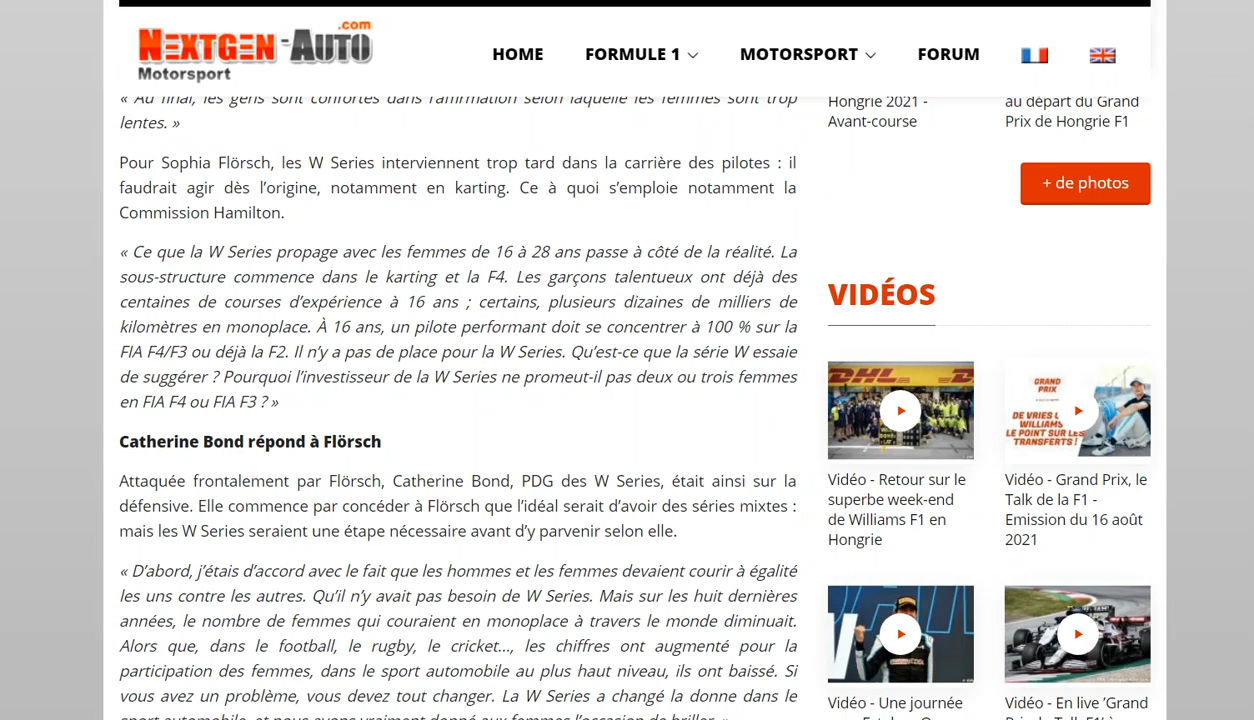 NEXTGEN-AUTO.com
Motorsport
HOME
FORMULE 1
MOTORSPORT
FORUM
« Au final, les gens sont confortés dans l’affirmation selon laquelle les femmes sont trop
lentes. »
Pour Sophia Flörsch, les W Series interviennent trop tard dans la carrière des pilotes : il
faudrait agir dès l’origine, notamment en karting. Ce à quoi s’emploie notamment la
Commission Hamilton.
« Ce que la W Series propage avec les femmes de 16 à 28 ans passe à côté de la réalité. La
sous-structure commence dans le karting et la F4. Les garçons talentueux ont déjà des
centaines de courses d’expérience à 16 ans ; certains, plusieurs dizaines de milliers de
kilomètres en monoplace. À 16 ans, un pilote performant doit se concentrer à 100 % sur la
FIA F4/F3 ou déjà la F2. Il n’y a pas de place pour la W Series. Qu’est-ce que la série W essaie
de suggérer ? Pourquoi l’investisseur de la W Series ne promeut-il pas deux ou trois femmes
en FIA F4 ou FIA F3 ? »
Catherine Bond répond à Flörsch
Attaquée frontalement par Flörsch, Catherine Bond, PDG des W Series, était ainsi sur la
défensive. Elle commence par concéder à Flörsch que l’idéal serait d’avoir des séries mixtes :
mais les W Series seraient une étape nécessaire avant d’y parvenir selon elle.
« D’abord, j’étais d’accord avec le fait que les hommes et les femmes devaient courir à égalité
les uns contre les autres. Qu’il n’y avait pas besoin de W Series. Mais sur les huit dernières
années, le nombre de femmes qui couraient en monoplace à travers le monde diminuait.
Alors que, dans le football, le rugby, le cricket…, les chiffres ont augmenté pour la
participation des femmes, dans le sport automobile au plus haut niveau, ils ont baissé. Si
vous avez un problème, vous devez tout changer. La W Series a changé la donne dans le
sport automobile, et nous avons vraiment donné aux femmes l’occasion de briller. »
Hongrie 2021 -
Avant-course
au départ du Grand
Prix de Hongrie F1
+ de photos
VIDÉOS
DHL
GRAND
PRIX
DE VRIES
WILLIAMS
LE POINT SUR LES
TRANSFERTS !
Vidéo - Retour sur le
superbe week-end
de Williams F1 en
Hongrie
Vidéo - Grand Prix, le
Talk de la F1 -
Emission du 16 août
2021
Vidéo - Une journée
Vidéo - En live ’Grand